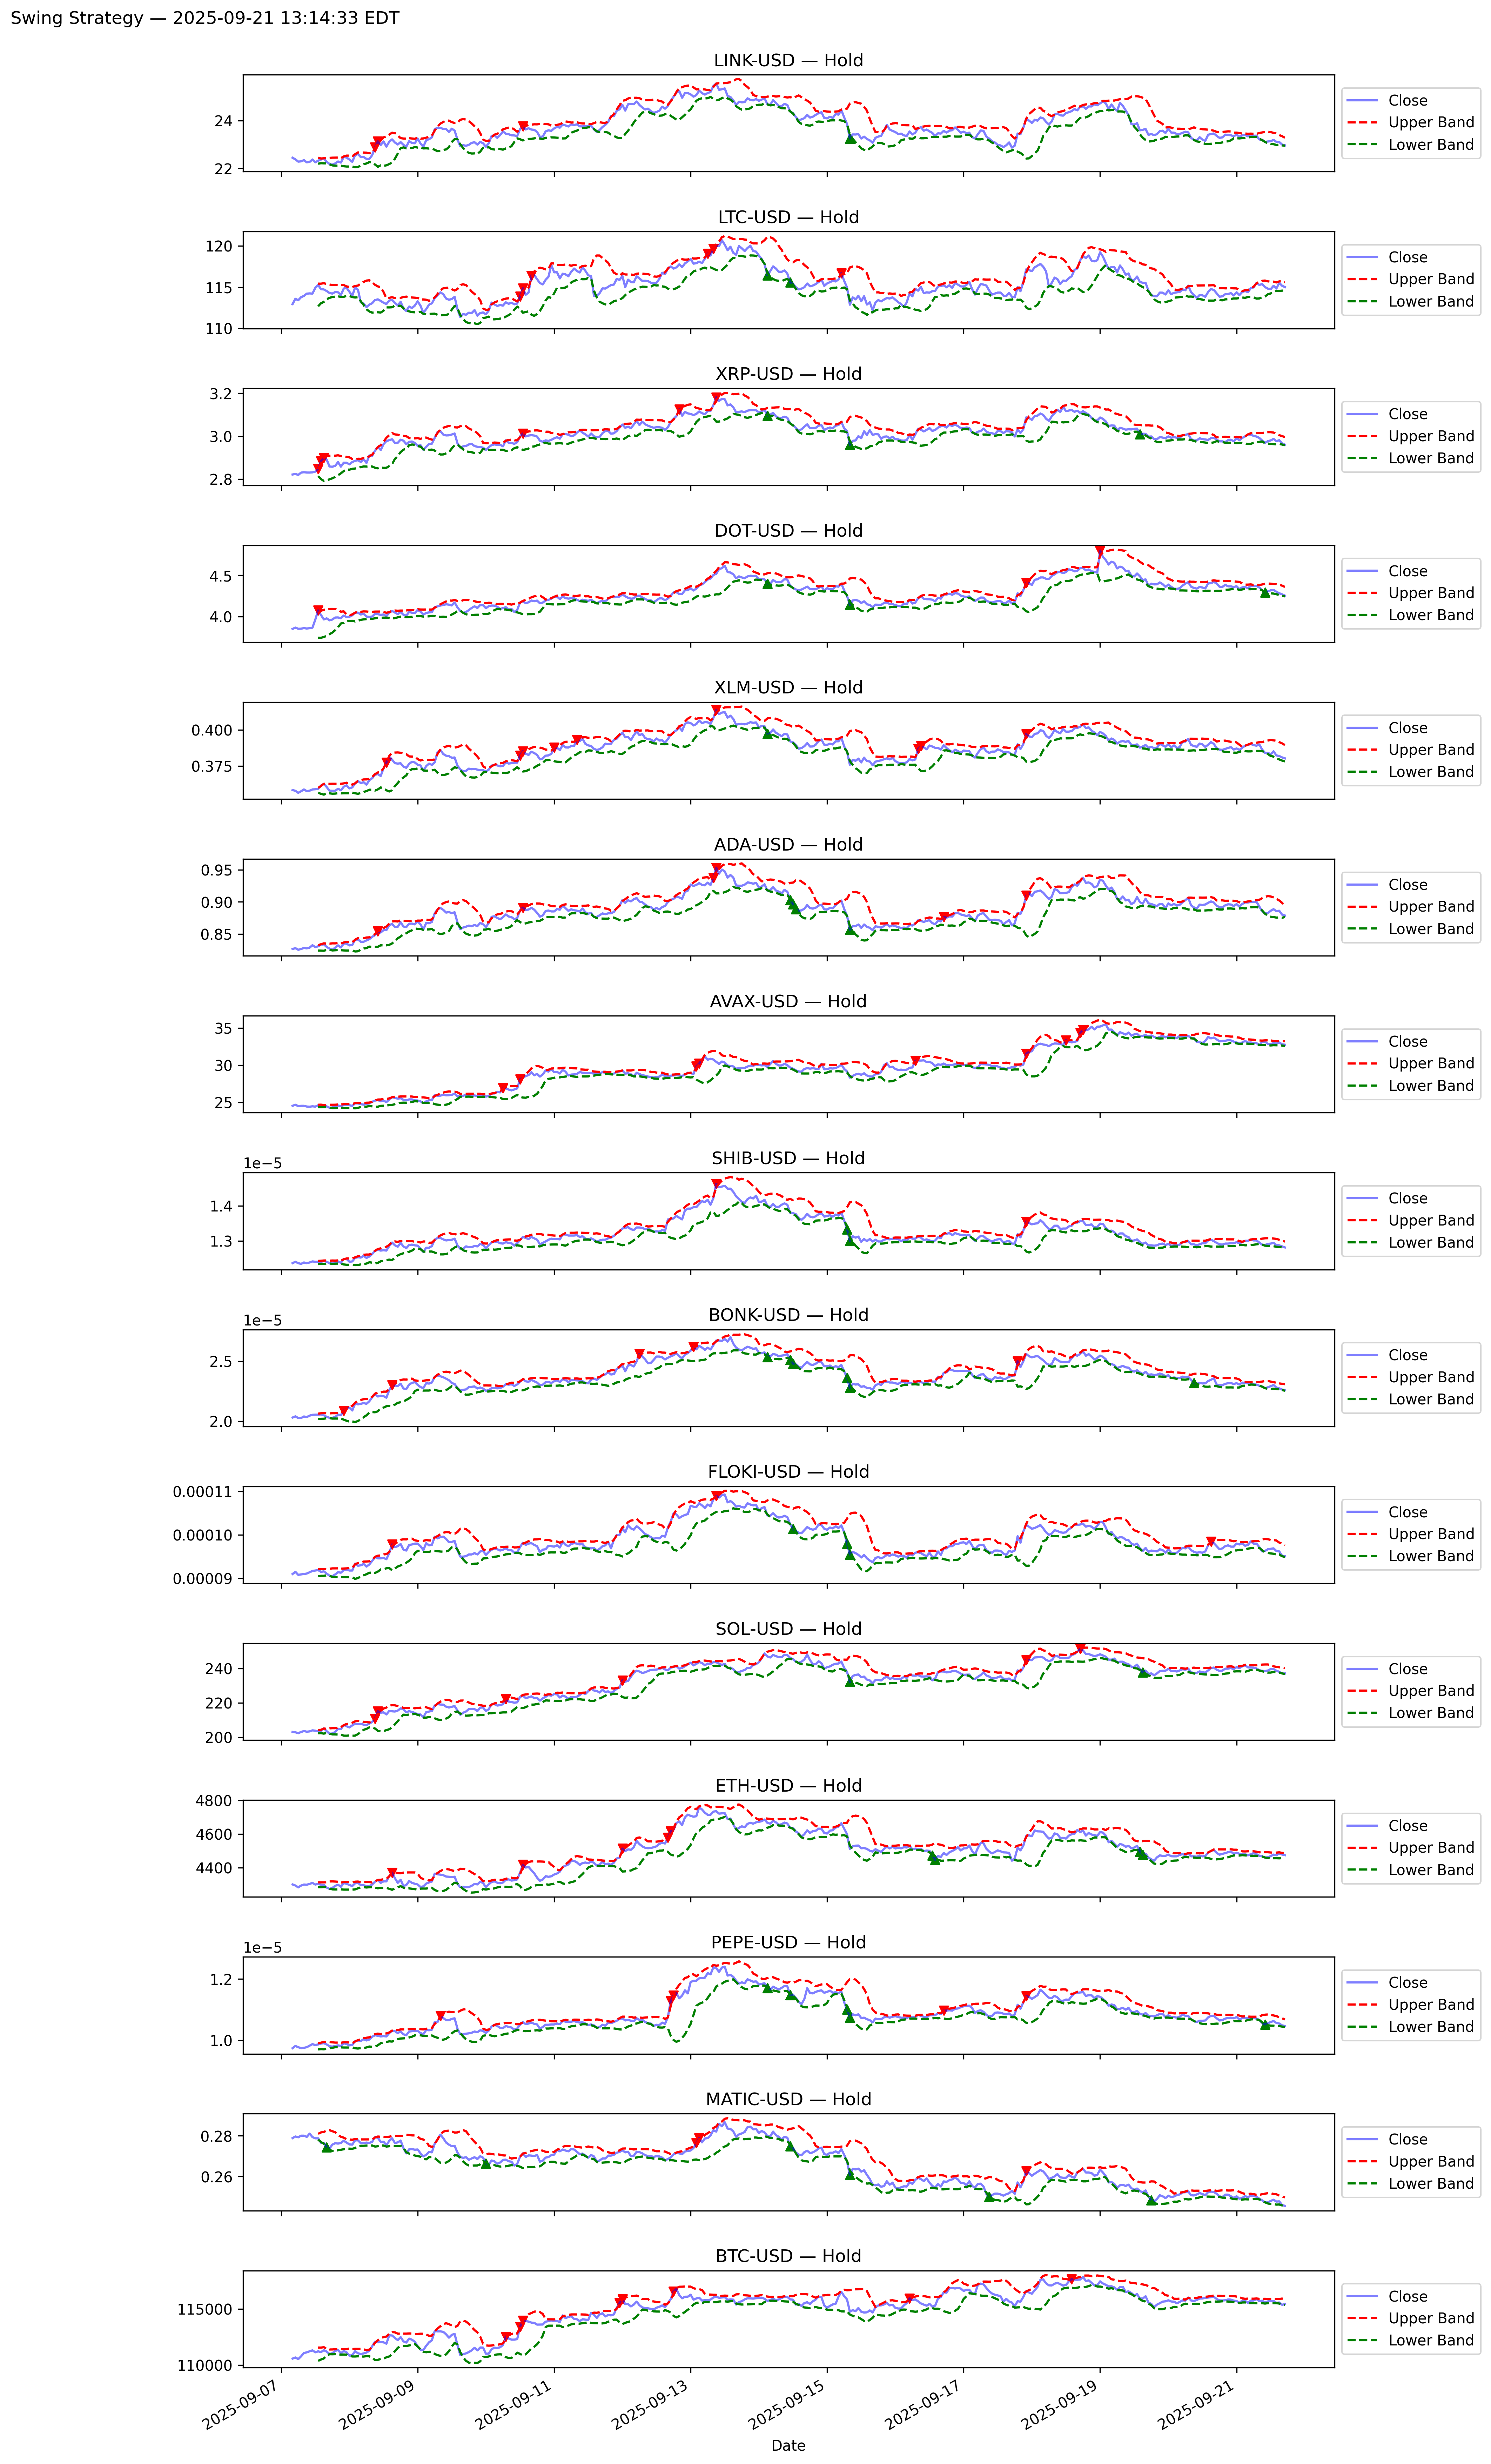 Swing Strategy — 2025-09-21 13:14:33 EDT
LINK-USD — Hold
24
22
Close
Upper Band
Lower Band
LTC-USD — Hold
120
115
110
Close
Upper Band
Lower Band
XRP-USD — Hold
3.2
3.0
2.8
Close
Upper Band
Lower Band
DOT-USD — Hold
4.5
4.0
Close
Upper Band
Lower Band
XLM-USD — Hold
0.400
0.375
Close
Upper Band
Lower Band
ADA-USD — Hold
0.95
0.90
0.85
Close
Upper Band
Lower Band
AVAX-USD — Hold
35
30
25
Close
Upper Band
Lower Band
SHIB-USD — Hold
1e−5
1.4
1.3
Close
Upper Band
Lower Band
BONK-USD — Hold
1e−5
2.5
2.0
Close
Upper Band
Lower Band
FLOKI-USD — Hold
0.00011
0.00010
0.00009
Close
Upper Band
Lower Band
SOL-USD — Hold
240
220
200
Close
Upper Band
Lower Band
ETH-USD — Hold
4800
4600
4400
Close
Upper Band
Lower Band
PEPE-USD — Hold
1e−5
1.2
1.0
Close
Upper Band
Lower Band
MATIC-USD — Hold
0.28
0.26
Close
Upper Band
Lower Band
BTC-USD — Hold
115000
110000
Close
Upper Band
Lower Band
2025-09-07
2025-09-09
2025-09-11
2025-09-13
2025-09-15
2025-09-17
2025-09-19
2025-09-21
Date